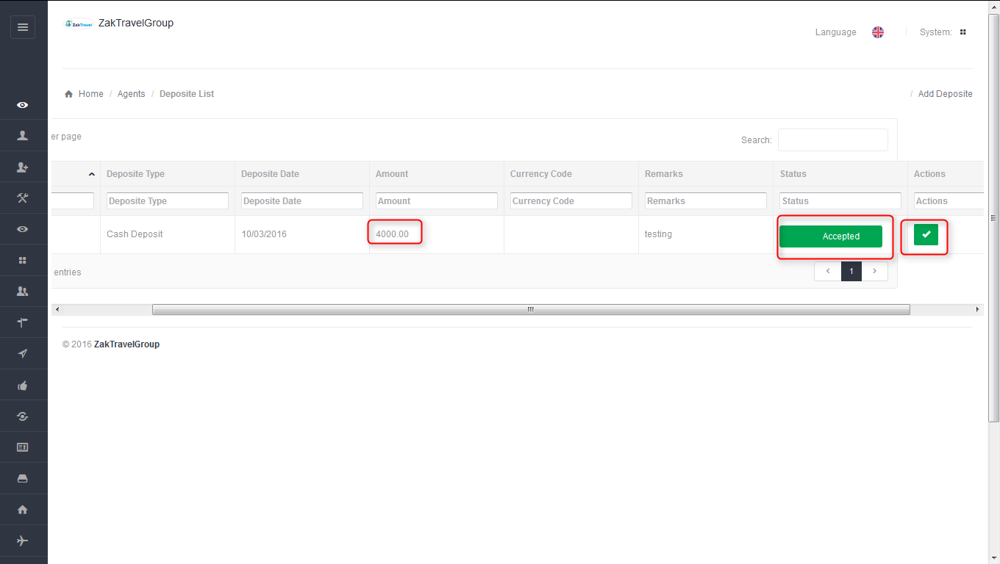 ZakTravel ZakTravelGroup
Language System:
Home / Agents / Deposite List / Add Deposite
er page Search:
Deposite Type Deposite Date Amount Currency Code Remarks Status Actions
Deposite Type Deposite Date Amount Currency Code Remarks Status Actions
Cash Deposit 10/03/2016 4000.00 testing Accepted
entries ‹ 1 ›
© 2016 ZakTravelGroup